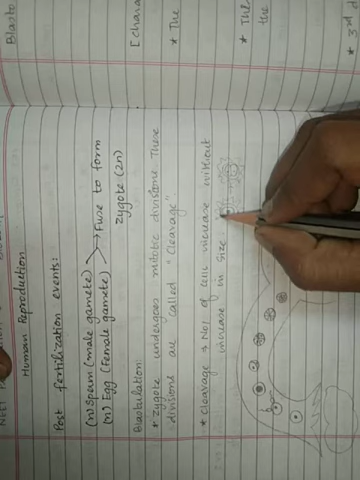 Human Reproduction
Post fertilization events:
(n) Sperm (male gamete)
(n) Egg (Female gamete)
Fuse to form
zygote (2n)
Blastulation:
* zygote undergoes mitotic divisions These
divisions are called "Cleavage"
* Cleavage → No1 of cells increase without
increase in size
Blasto
[chara
* The
* The
the
* 3rd d